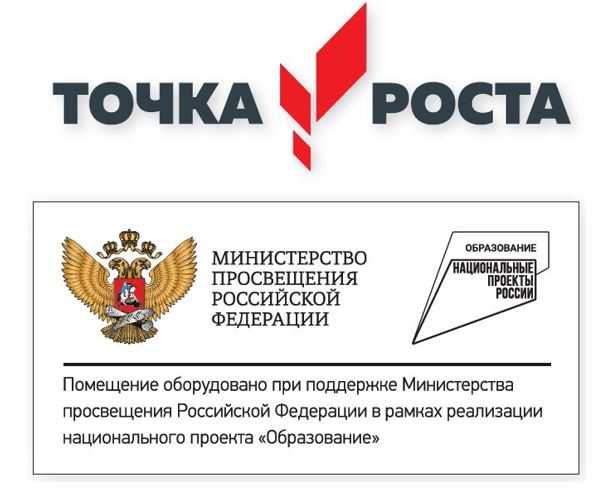 ТОЧКА РОСТА
МИНИСТЕРСТВО
ПРОСВЕЩЕНИЯ
РОССИЙСКОЙ
ФЕДЕРАЦИИ
ОБРАЗОВАНИЕ
НАЦИОНАЛЬНЫЕ
ПРОЕКТЫ
РОССИИ
Помещение оборудовано при поддержке Министерства
просвещения Российской Федерации в рамках реализации
национального проекта «Образование»